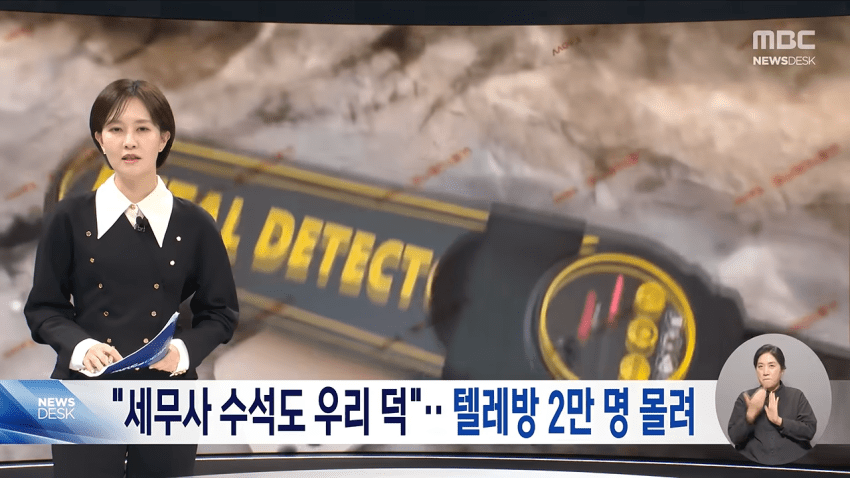 MBC
NEWSDESK
METAL DETECTOR
NEWS
DESK
"세무사 수석도 우리 덕"‥ 텔레방 2만 명 몰려